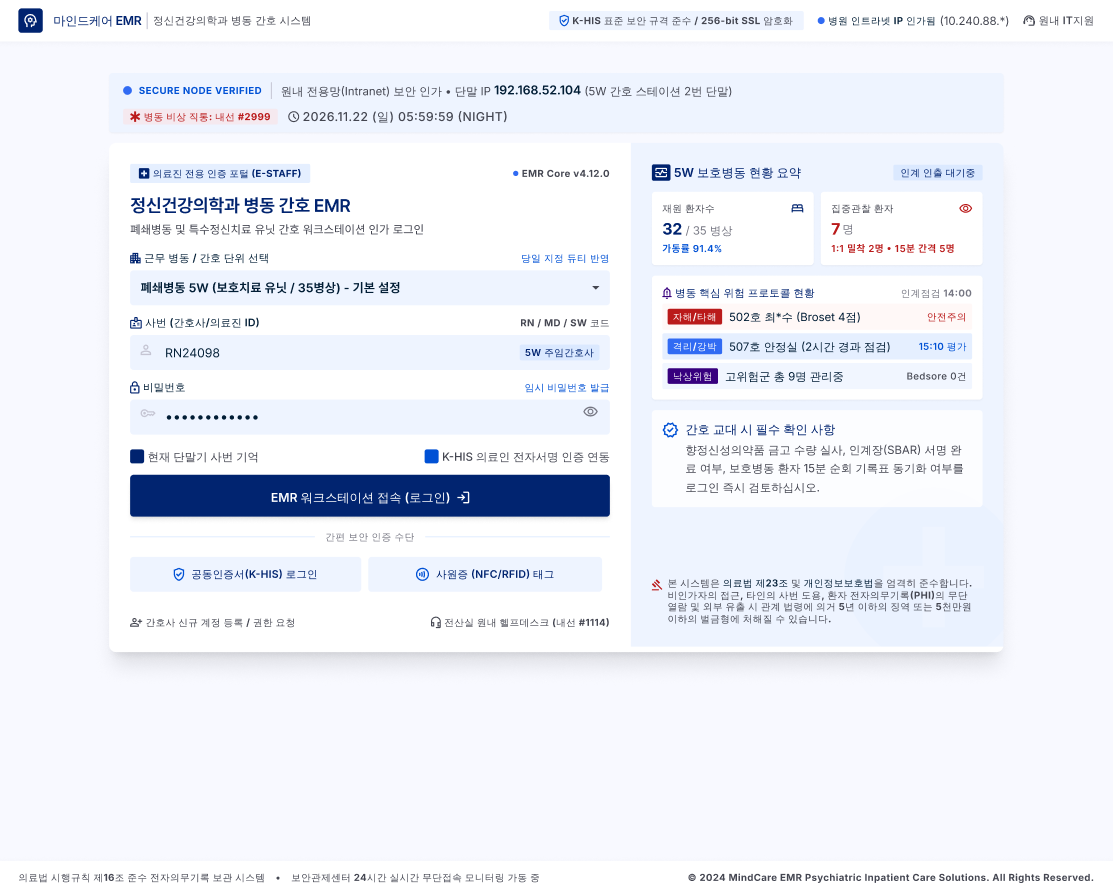 마인드케어 EMR 정신건강의학과 병동 간호 시스템
K-HIS 표준 보안 규격 준수 / 256-bit SSL 암호화
병원 인트라넷 IP 인가됨 (10.240.88.*)
원내 IT지원
SECURE NODE VERIFIED
원내 전용망(Intranet) 보안 인가 • 단말 IP 192.168.52.104 (5W 간호 스테이션 2번 단말)
병동 비상 직통: 내선 #2999
2026.11.22 (일) 05:59:59 (NIGHT)
의료진 전용 인증 포털 (E-STAFF)
EMR Core v4.12.0
정신건강의학과 병동 간호 EMR
폐쇄병동 및 특수정신치료 유닛 간호 워크스테이션 인가 로그인
근무 병동 / 간호 단위 선택
당일 지정 듀티 반영
폐쇄병동 5W (보호치료 유닛 / 35병상) - 기본 설정
사번 (간호사/의료진 ID)
RN / MD / SW 코드
RN24098
5W 주임간호사
비밀번호
임시 비밀번호 발급
••••••••••••
현재 단말기 사번 기억
K-HIS 의료인 전자서명 인증 연동
EMR 워크스테이션 접속 (로그인)
간편 보안 인증 수단
공동인증서(K-HIS) 로그인
사원증 (NFC/RFID) 태그
간호사 신규 계정 등록 / 권한 요청
전산실 원내 헬프데스크 (내선 #1114)
5W 보호병동 현황 요약
인계 인출 대기중
재원 환자수
32 / 35 병상
가동률 91.4%
집중관찰 환자
7 명
1:1 밀착 2명 • 15분 간격 5명
병동 핵심 위험 프로토콜 현황
인계점검 14:00
자해/타해 502호 최*수 (Broset 4점) 안전주의
격리/강박 507호 안정실 (2시간 경과 점검) 15:10 평가
낙상위험 고위험군 총 9명 관리중 Bedsore 0건
간호 교대 시 필수 확인 사항
향정신성의약품 금고 수량 실사, 인계장(SBAR) 서명 완
료 여부, 보호병동 환자 15분 순회 기록표 동기화 여부를
로그인 즉시 검토하십시오.
본 시스템은 의료법 제23조 및 개인정보보호법을 엄격히 준수합니다.
비인가자의 접근, 타인의 사번 도용, 환자 전자의무기록(PHI)의 무단
열람 및 외부 유출 시 관계 법령에 의거 5년 이하의 징역 또는 5천만원
이하의 벌금형에 처해질 수 있습니다.
의료법 시행규칙 제16조 준수 전자의무기록 보관 시스템 • 보안관제센터 24시간 실시간 무단접속 모니터링 가동 중
© 2024 MindCare EMR Psychiatric Inpatient Care Solutions. All Rights Reserved.